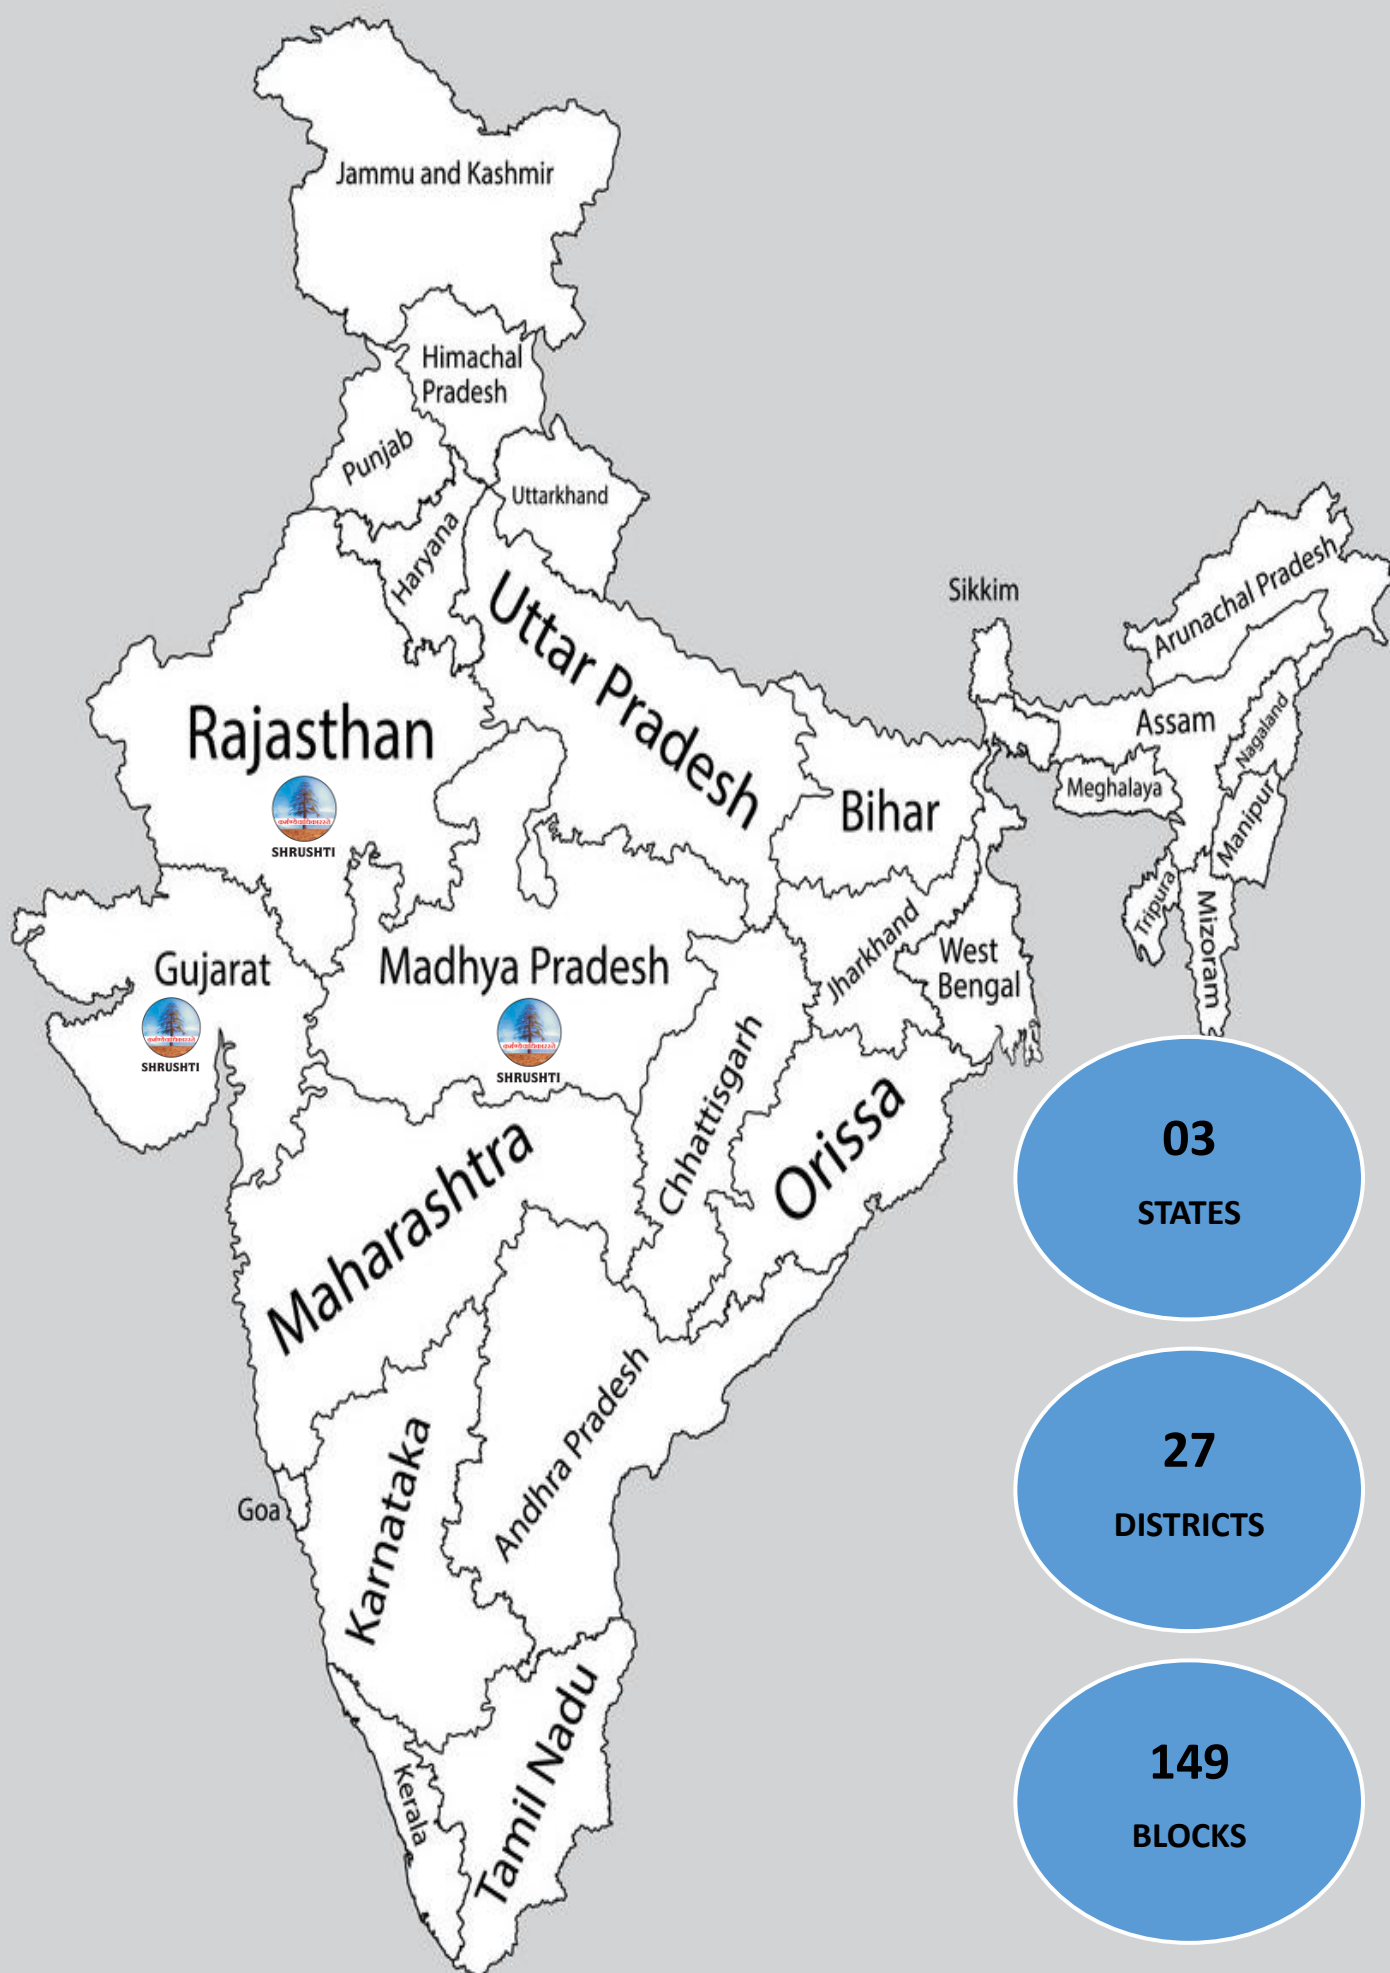 Jammu and Kashmir
Himachal
Pradesh
Punjab
Uttarkhand
Haryana
Uttar Pradesh
Sikkim
Arunachal Pradesh
Rajasthan
SHRUSHTI
Assam
Nagaland
Bihar
Meghalaya
Manipur
Tripura
Mizoram
Gujarat
SHRUSHTI
Madhya Pradesh
SHRUSHTI
Jharkhand
West
Bengal
Chhattisgarh
Orissa
Maharashtra
03
STATES
Andhra Pradesh
Karnataka
Goa
27
DISTRICTS
Kerala
Tamil Nadu
149
BLOCKS